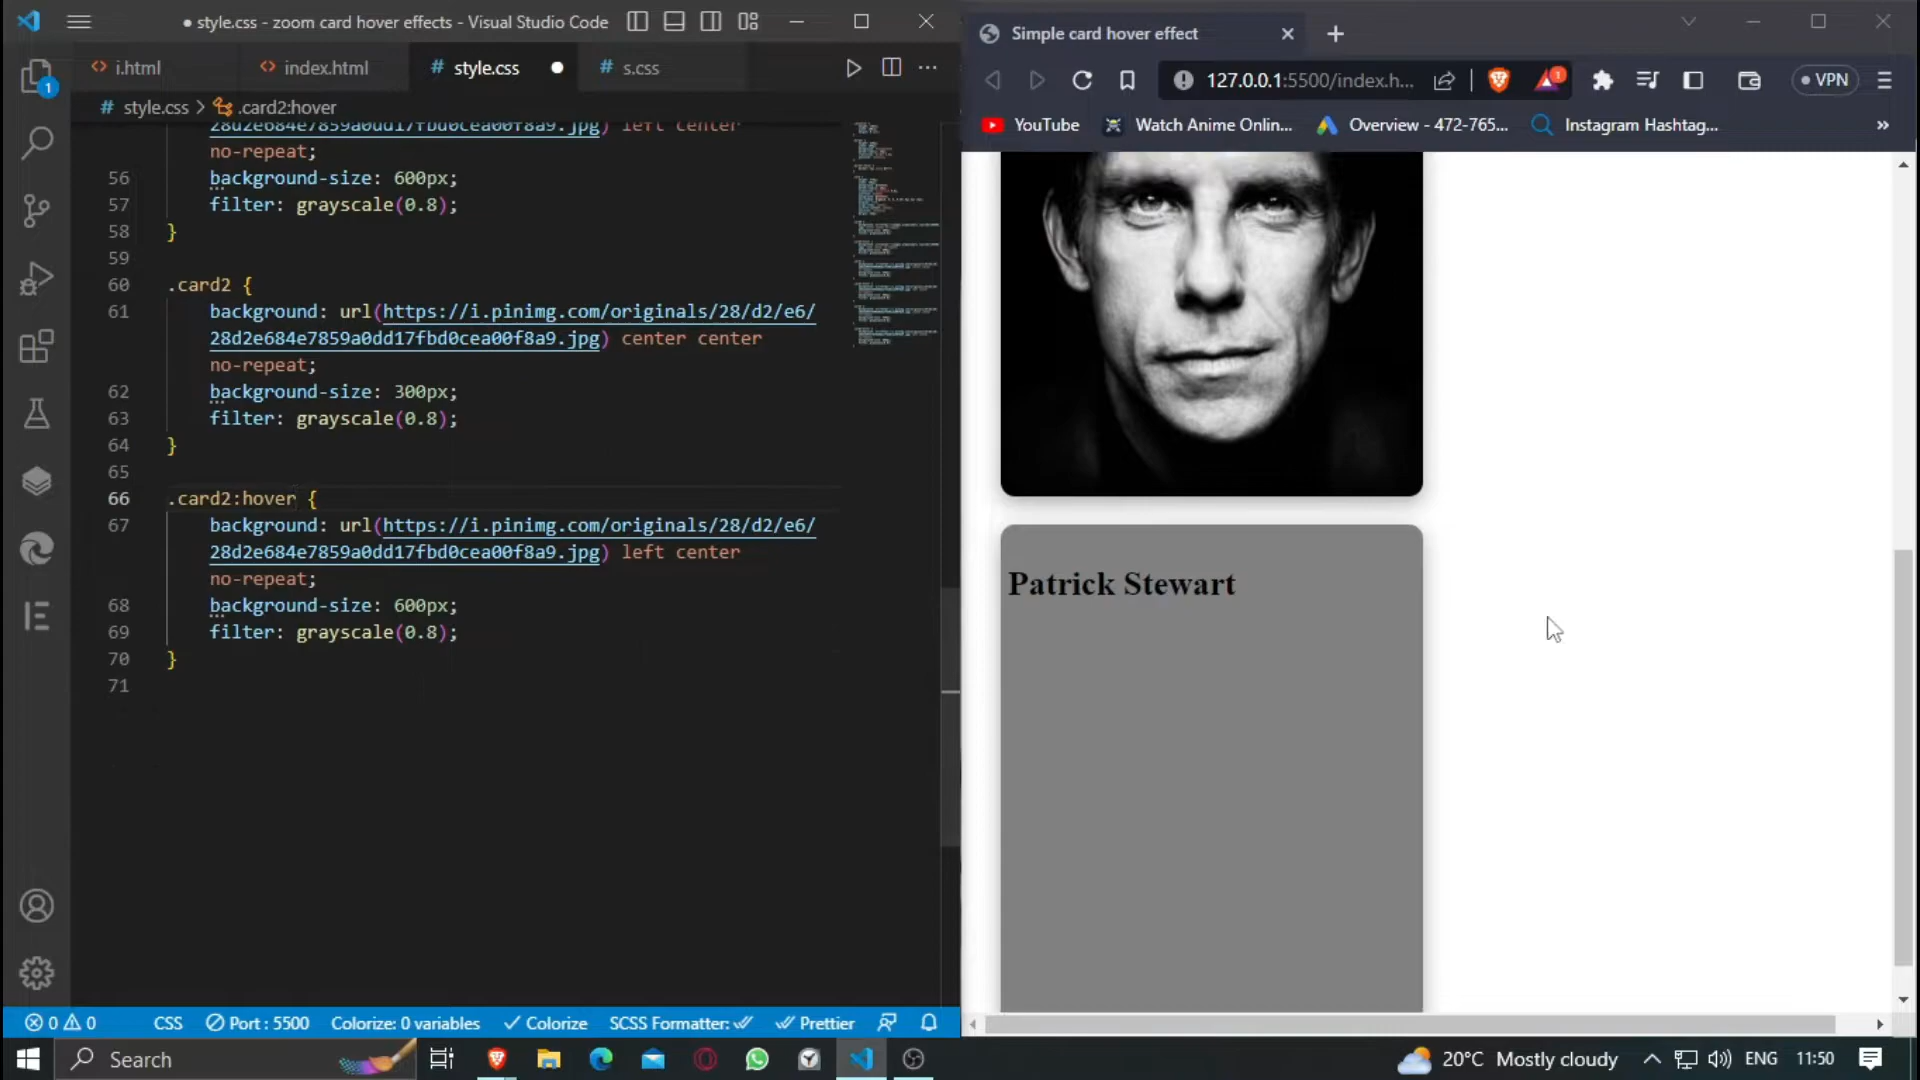 style.css - zoom card hover effects - Visual Studio Code
i.html
index.html
# style.css
# s.css
# style.css > .card2:hover
28d2e684e7859a0dd17fbd0cea00f8a9.jpg) left center
no-repeat;
56 background-size: 600px;
57 filter: grayscale(0.8);
58 }
59
60 .card2 {
61 background: url(https://i.pinimg.com/originals/28/d2/e6/
28d2e684e7859a0dd17fbd0cea00f8a9.jpg) center center
no-repeat;
62 background-size: 300px;
63 filter: grayscale(0.8);
64 }
65
66 .card2:hover {
67 background: url(https://i.pinimg.com/originals/28/d2/e6/
28d2e684e7859a0dd17fbd0cea00f8a9.jpg) left center
no-repeat;
68 background-size: 600px;
69 filter: grayscale(0.8);
70 }
71
1
0 0
CSS
Port : 5500
Colorize: 0 variables
Colorize
SCSS Formatter:
Prettier
Simple card hover effect
127.0.0.1:5500/index.h...
1
VPN
YouTube
Watch Anime Onlin...
Overview - 472-765...
Instagram Hashtag...
Patrick Stewart
Search
20°C Mostly cloudy
ENG
11:50